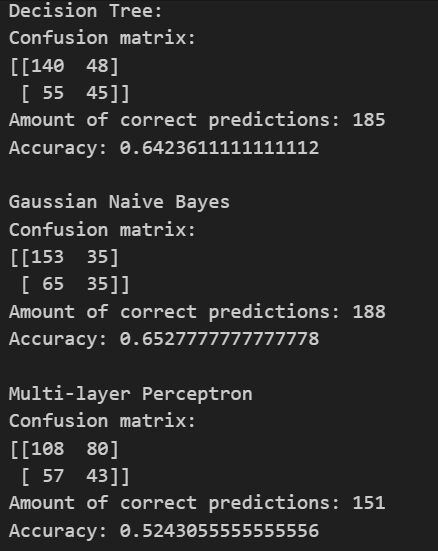 Decision Tree:
Confusion matrix:
[[140  48]
 [ 55  45]]
Amount of correct predictions: 185
Accuracy: 0.6423611111111112

Gaussian Naive Bayes
Confusion matrix:
[[153  35]
 [ 65  35]]
Amount of correct predictions: 188
Accuracy: 0.6527777777777778

Multi-layer Perceptron
Confusion matrix:
[[108  80]
 [ 57  43]]
Amount of correct predictions: 151
Accuracy: 0.5243055555555556